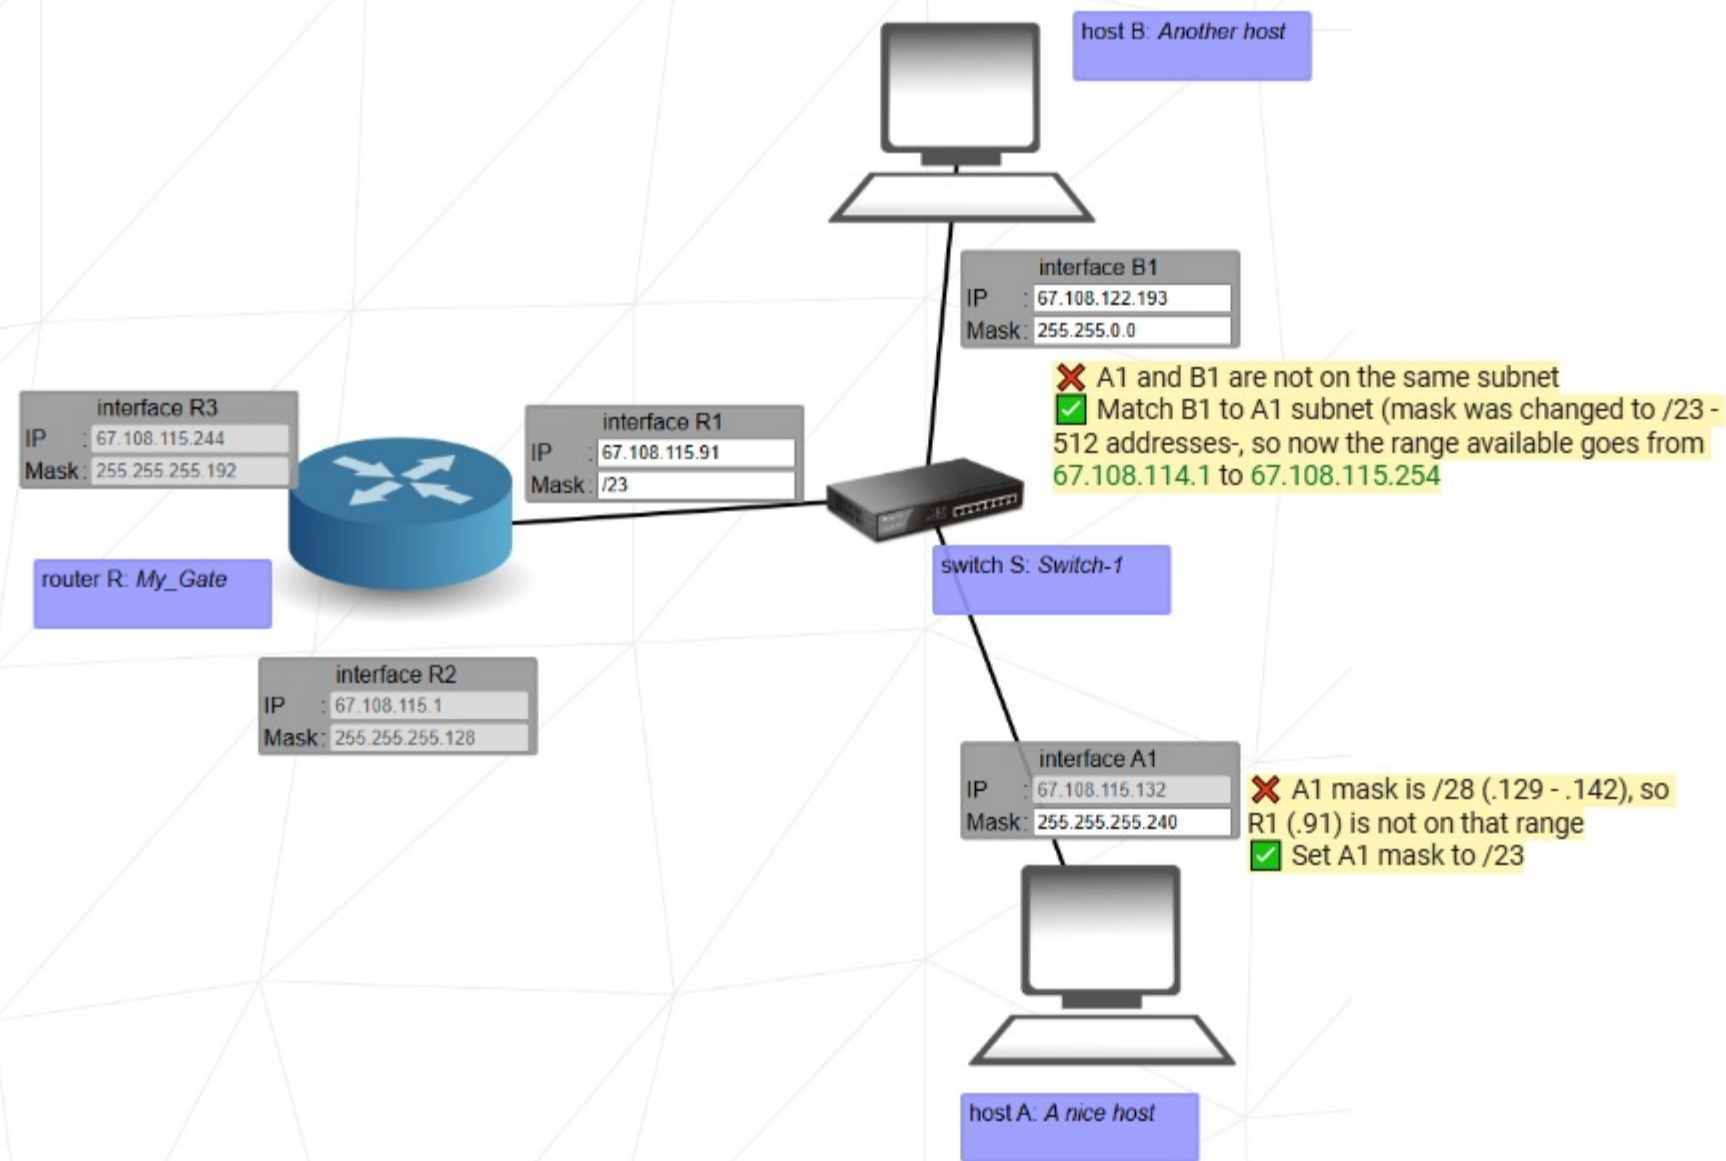 host B: Another host
interface B1
IP : 67.108.122.193
Mask: 255.255.0.0
❌ A1 and B1 are not on the same subnet
✅ Match B1 to A1 subnet (mask was changed to /23 -
512 addresses-, so now the range available goes from
67.108.114.1 to 67.108.115.254
interface R3
IP : 67.108.115.244
Mask: 255.255.255.192
interface R1
IP : 67.108.115.91
Mask: /23
router R: My_Gate
switch S: Switch-1
interface R2
IP : 67.108.115.1
Mask: 255.255.255.128
interface A1
IP : 67.108.115.132
Mask: 255.255.255.240
❌ A1 mask is /28 (.129 - .142), so
R1 (.91) is not on that range
✅ Set A1 mask to /23
host A: A nice host